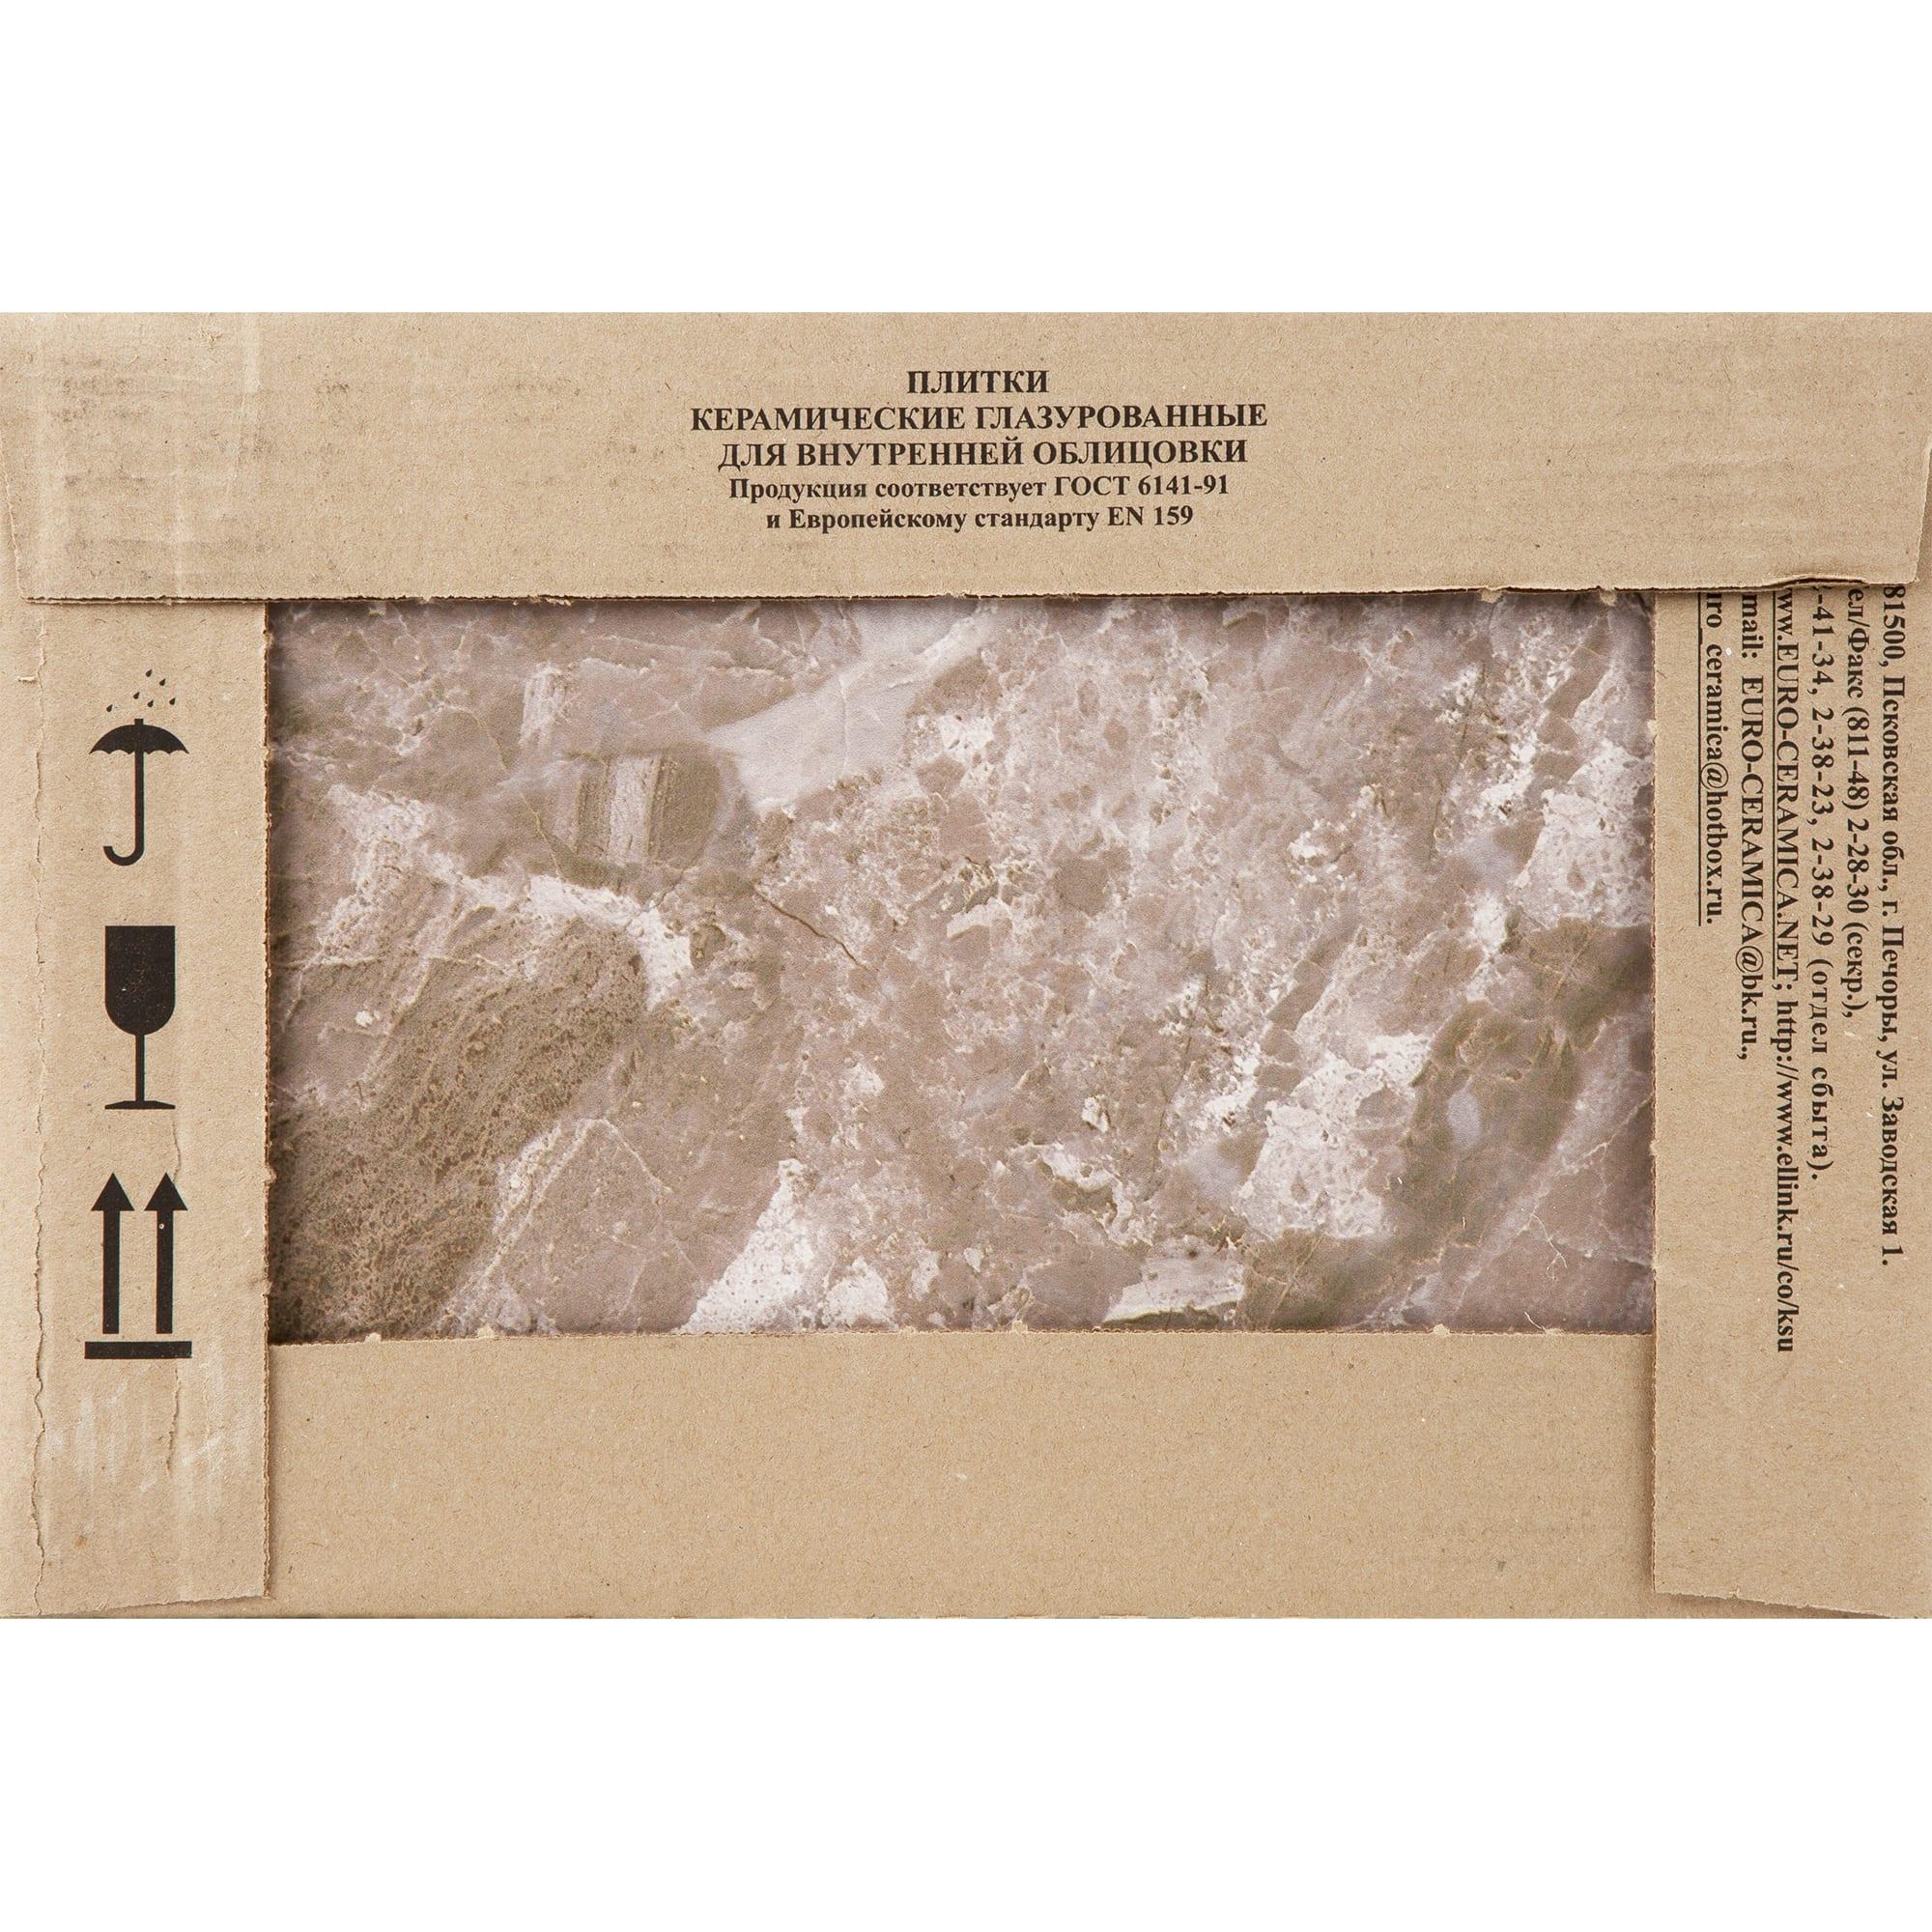 ПЛИТКИ
КЕРАМИЧЕСКИЕ ГЛАЗУРОВАННЫЕ
ДЛЯ ВНУТРЕННЕЙ ОБЛИЦОВКИ
Продукция соответствует ГОСТ 6141-91
и Европейскому стандарту EN 159
81500, Псковская обл., г. Печоры, ул. Заводская 1.
ел/Факс (811-48) 2-28-30 (секр.),
-41-34, 2-38-23, 2-38-29 (отдел сбыта).
ww.EURO-CERAMICA.NET; http://www.ellink.ru/co/ksu
mail: EURO-CERAMICA@bk.ru.,
iro_ceramica@hotbox.ru.